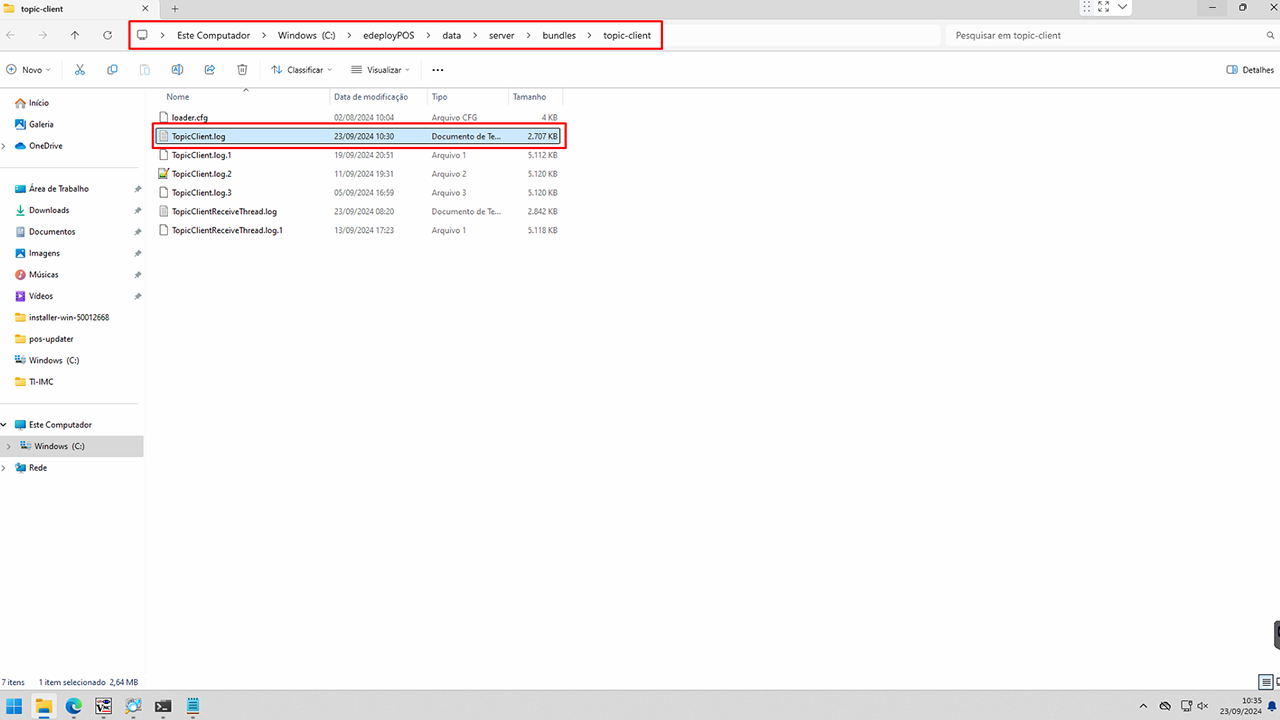 topic-client
Este Computador > Windows (C:) > edeployPOS > data > server > bundles > topic-client
Pesquisar em topic-client
Novo
Classificar
Visualizar
Detalhes
Nome Data de modificação Tipo Tamanho
loader.cfg 02/08/2024 10:04 Arquivo CFG 4 KB
TopicClient.log 23/09/2024 10:30 Documento de Te... 2.707 KB
TopicClient.log.1 19/09/2024 20:51 Arquivo 1 5.112 KB
TopicClient.log.2 11/09/2024 19:31 Arquivo 2 5.120 KB
TopicClient.log.3 05/09/2024 16:59 Arquivo 3 5.120 KB
TopicClientReceiveThread.log 23/09/2024 08:20 Documento de Te... 2.842 KB
TopicClientReceiveThread.log.1 13/09/2024 17:23 Arquivo 1 5.118 KB
Início
Galeria
OneDrive
Área de Trabalho
Downloads
Documentos
Imagens
Músicas
Vídeos
installer-win-50012668
pos-updater
Windows (C:)
TI-IMC
Este Computador
Windows (C:)
Rede
7 itens 1 item selecionado 2,64 MB
10:35
23/09/2024